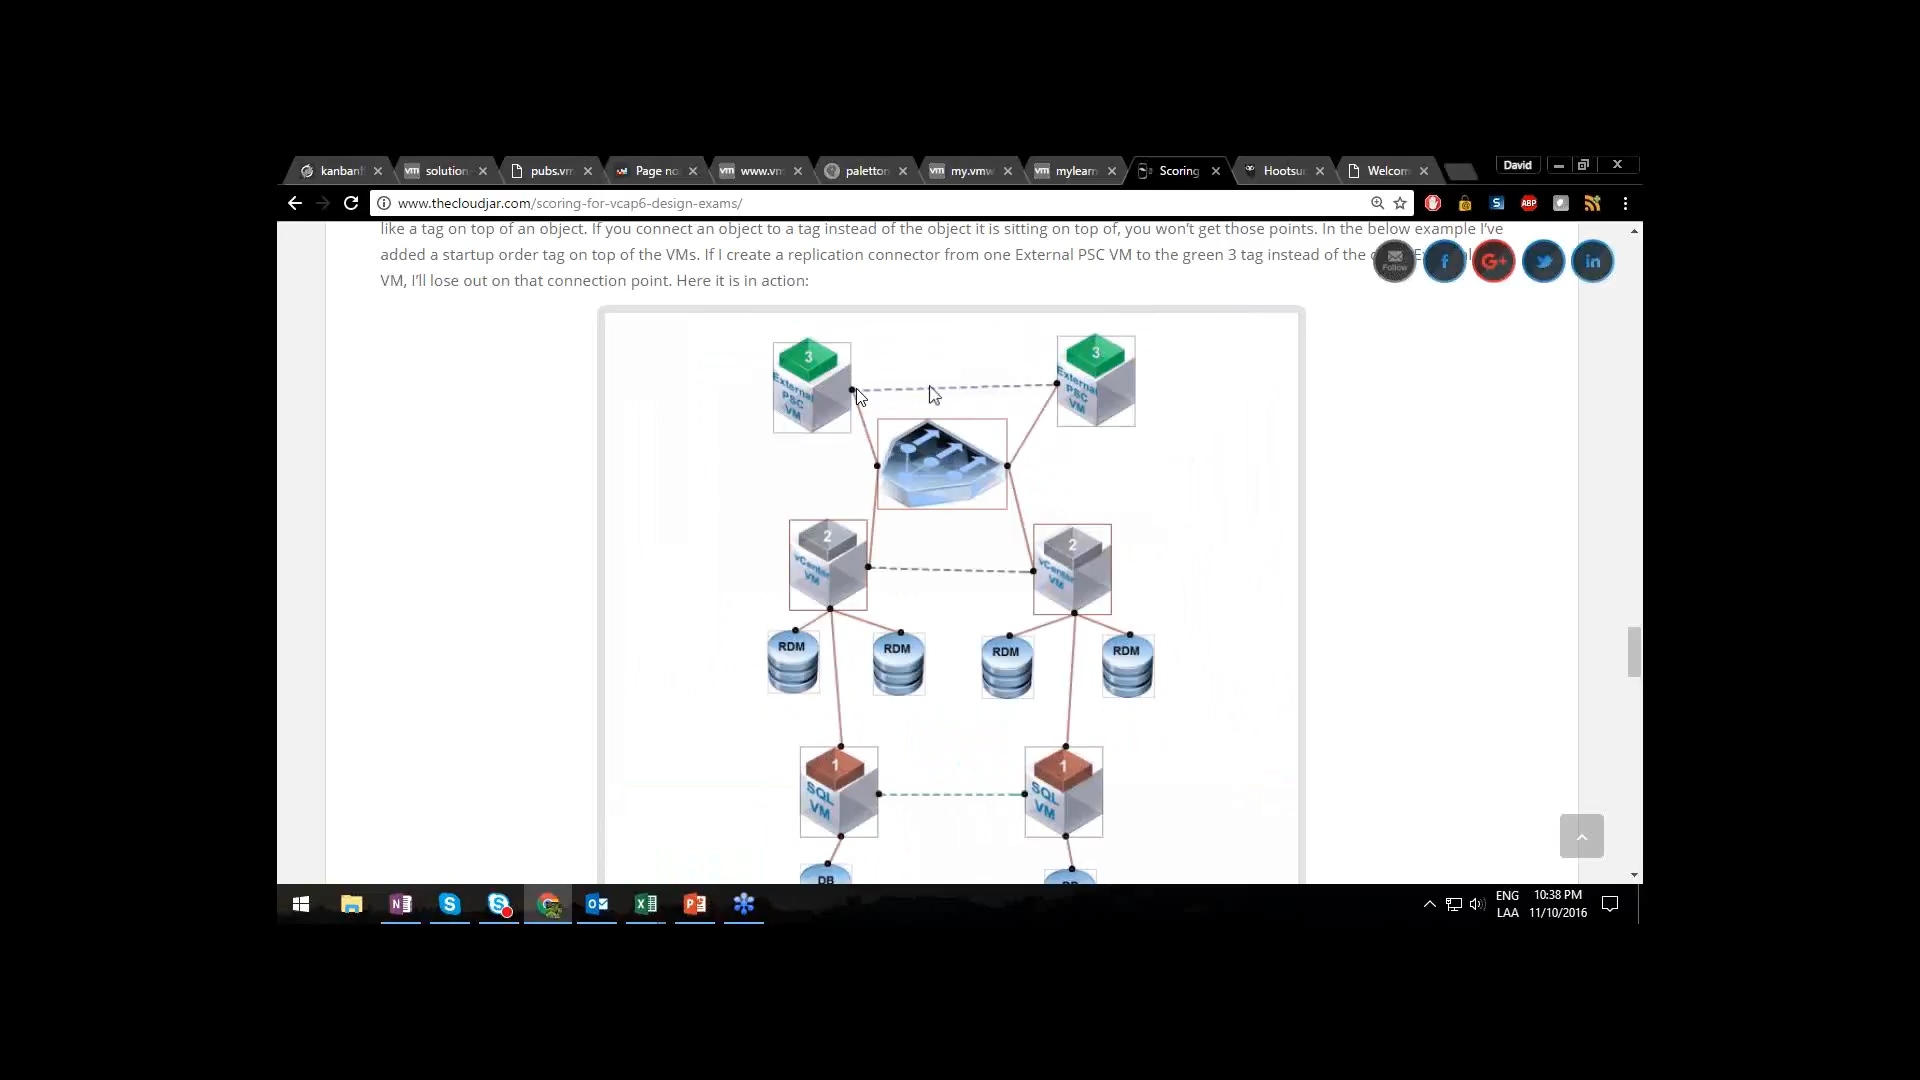 kanbanf
solution
pubs.vm
Page no
www.vm
paletton
my.vmw
mylearn
Scoring
Hootsu
Welcom
David
www.thecloudjar.com/scoring-for-vcap6-design-exams/
like a tag on top of an object. If you connect an object to a tag instead of the object it is sitting on top of, you won't get those points. In the below example I've
added a startup order tag on top of the VMs. If I create a replication connector from one External PSC VM to the green 3 tag instead of the
VM, I'll lose out on that connection point. Here it is in action:
Follow
3
External
PSC
VM
3
External
PSC
VM
2
vCenter
VM
2
vCenter
VM
RDM
RDM
RDM
RDM
1
SQL
VM
1
SQL
VM
DB
ENG
LAA
10:38 PM
11/10/2016